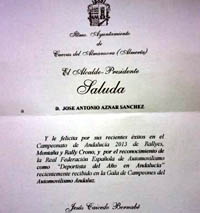 Iltmo. Ayuntamiento
de
Cuevas del Almanzora (Almería)
El Alcalde-Presidente
Saluda
a
D. JOSE ANTONIO AZNAR SANCHEZ
Y le felicita por sus recientes éxitos en el
Campeonato de Andalucía 2013 de Rallyes,
Montaña y Rally Crono, y por el reconocimiento de
la Real Federación Española de Automovilismo
como "Deportista del Año en Andalucía"
recientemente recibido en la Gala de Campeones del
Automovilismo Andaluz.
Jesús Caicedo Bernabé